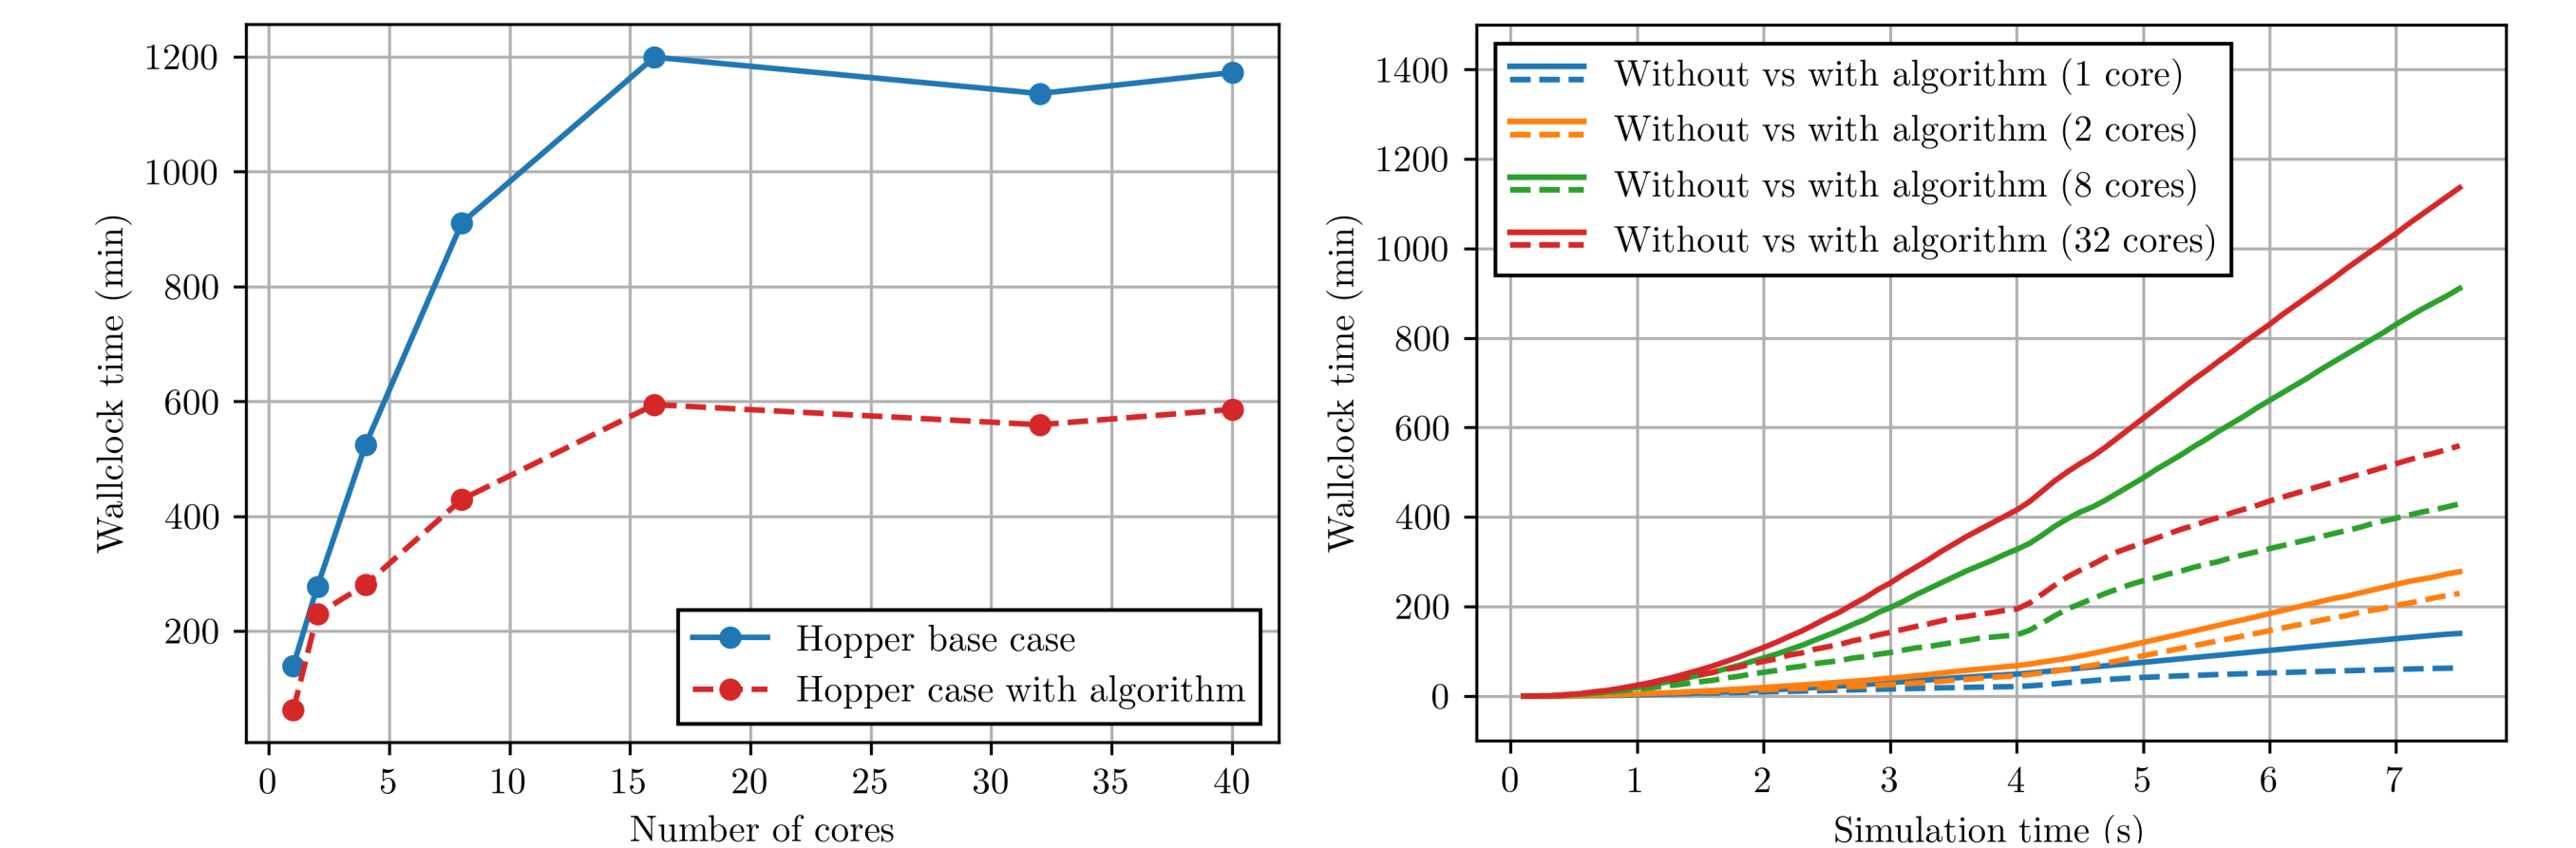 1200
1000
800
600
400
200
Wallclock time (min)
0 5 10 15 20 25 30 35 40
Number of cores
Hopper base case
Hopper case with algorithm
1400
1200
1000
800
600
400
200
0
Wallclock time (min)
0 1 2 3 4 5 6 7
Simulation time (s)
Without vs with algorithm (1 core)
Without vs with algorithm (2 cores)
Without vs with algorithm (8 cores)
Without vs with algorithm (32 cores)